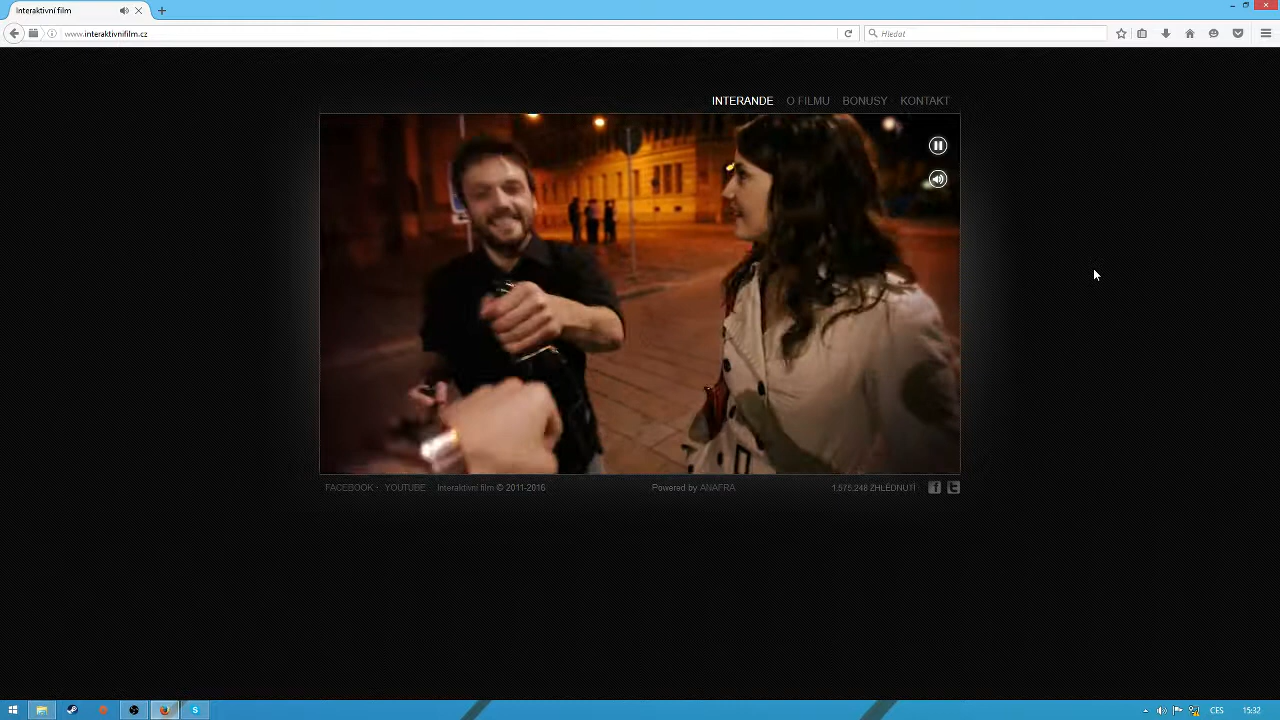 Interaktivní film
www.interaktivnifilm.cz
Hledat
INTERANDE O FILMU BONUSY KONTAKT
FACEBOOK · YOUTUBE Interaktivní film © 2011-2016 Powered by ANAFRA 1.575.248 ZHLÉDNUTÍ
CES 15:32